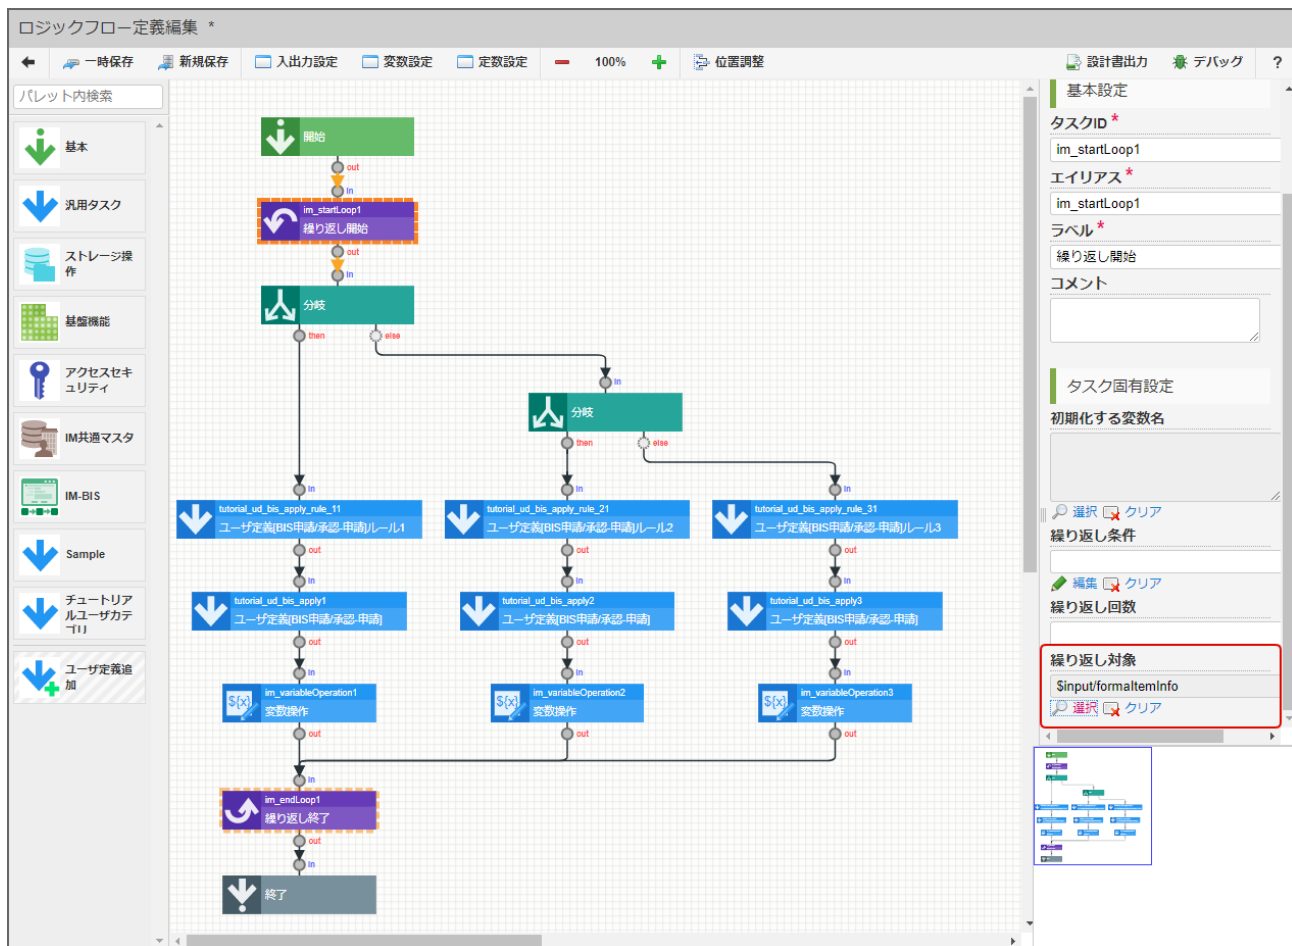 ロジックフロー定義編集 *
一時保存 新規保存 入出力設定 変数設定 定数設定 100% 位置調整 設計書出力 デバッグ ?
パレット内検索
基本
汎用タスク
ストレージ操
作
基盤機能
アクセスセキ
ュリティ
IM共通マスタ
IM-BIS
Sample
チュートリア
ルユーザカテ
ゴリ
ユーザ定義追
加
開始
out
in
im_startLoop1
繰り返し開始
out
in
分岐
then else
in
分岐
then else
in in in
tutorial_ud_bis_apply_rule_11 tutorial_ud_bis_apply_rule_21 tutorial_ud_bis_apply_rule_31
ユーザ定義[BIS申請/承認-申請]ルール1 ユーザ定義[BIS申請/承認-申請]ルール2 ユーザ定義[BIS申請/承認-申請]ルール3
out out out
in in in
tutorial_ud_bis_apply1 tutorial_ud_bis_apply2 tutorial_ud_bis_apply3
ユーザ定義[BIS申請/承認-申請] ユーザ定義[BIS申請/承認-申請] ユーザ定義[BIS申請/承認-申請]
out out out
in in in
${x} im_variableOperation1 ${x} im_variableOperation2 ${x} im_variableOperation3
変数操作 変数操作 変数操作
out out out
in
im_endLoop1
繰り返し終了
out
in
終了
基本設定
タスクID *
im_startLoop1
エイリアス *
im_startLoop1
ラベル *
繰り返し開始
コメント
タスク固有設定
初期化する変数名
選択 クリア
繰り返し条件
編集 クリア
繰り返し回数
繰り返し対象
$input/formaItemInfo
選択 クリア